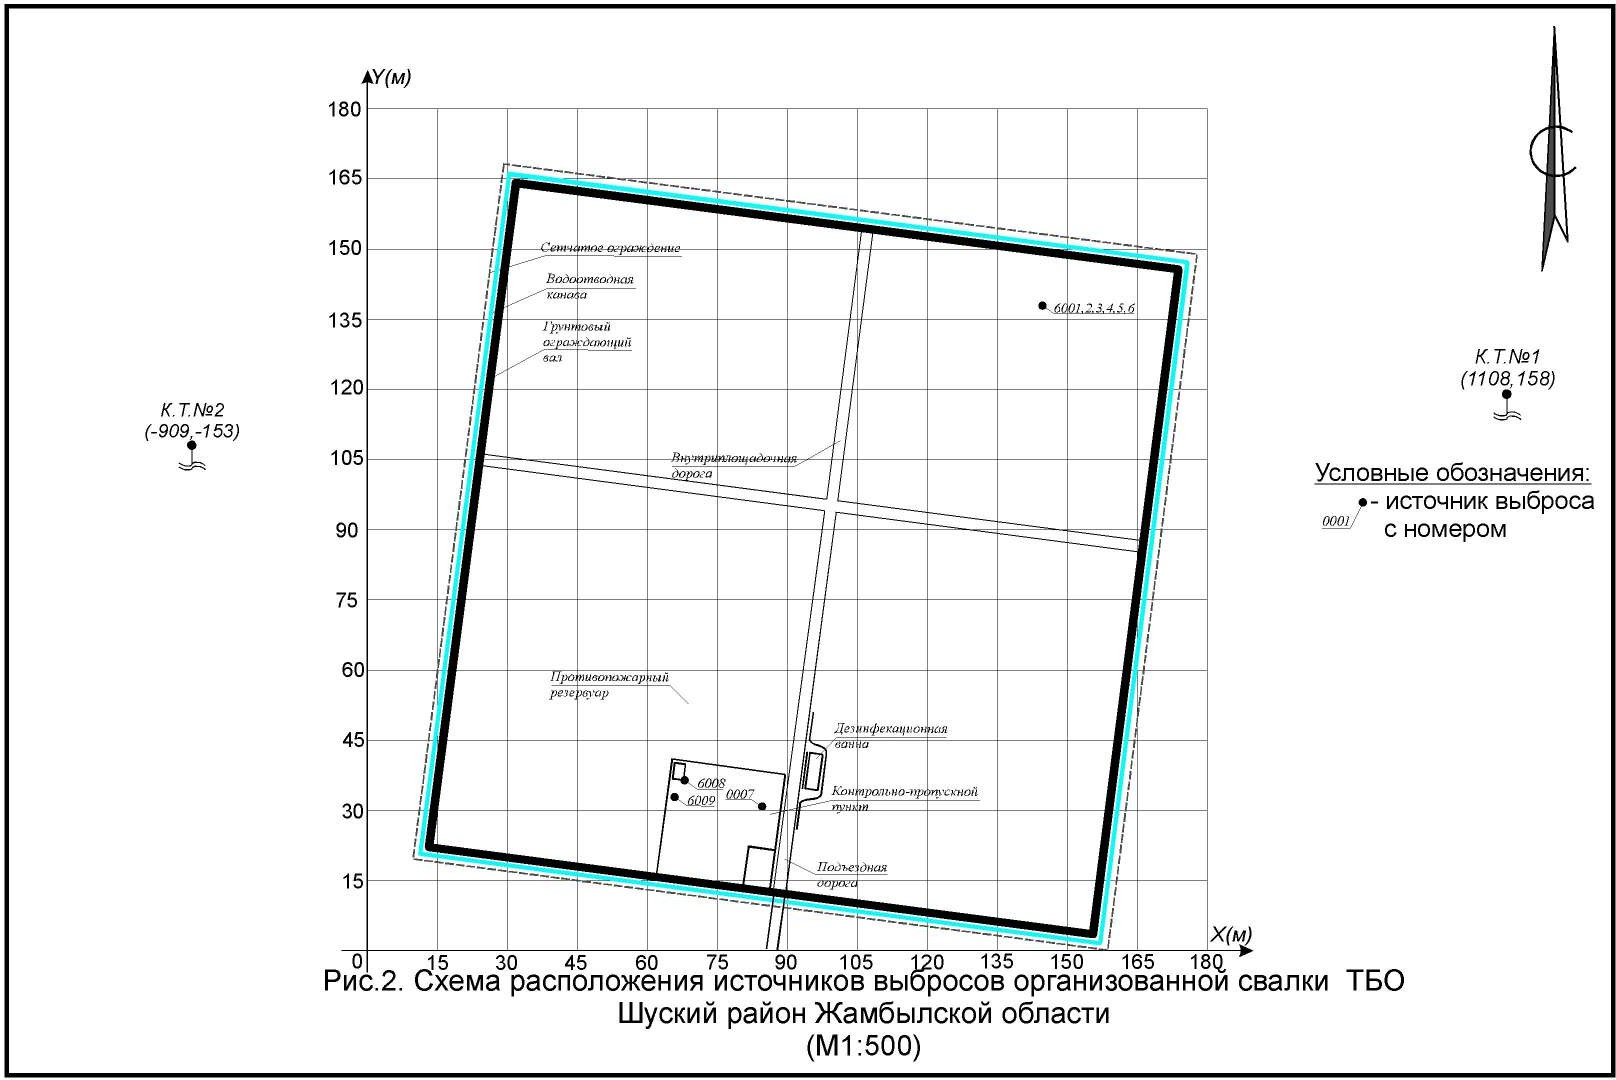 Y(м)
180
165
150
135
120
105
90
75
60
45
30
15
Сетчатое ограждение
Водоотводная
канава
Грунтовый
ограждающий
вал
6001,2,3,4,5,6
К.Т.№1
(1108,158)
К.Т.№2
(-909,-153)
Внутриплощадочная
дорога
Условные обозначения:
- источник выброса
0001
с номером
Противопожарный
резервуар
Дезинфекационная
ванна
6008
6009
0007
Контрольно-пропускной
пункт
Подъездная
дорога
X(м)
0 15 30 45 60 75 90 105 120 135 150 165 180
Рис.2. Схема расположения источников выбросов организованной свалки ТБО
Шуский район Жамбылской области
(М1:500)